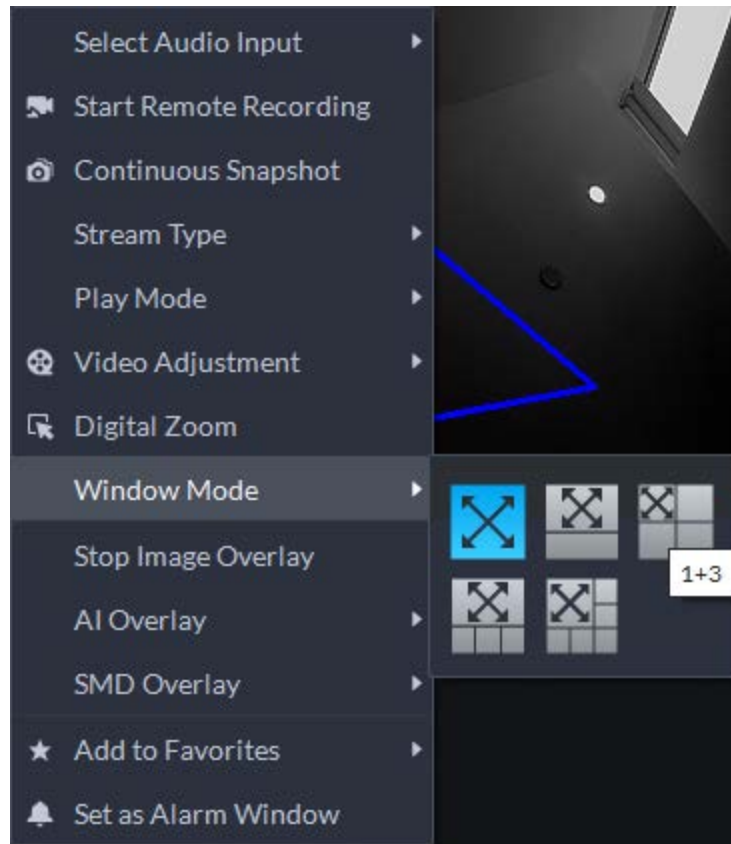 Select Audio Input
Start Remote Recording
Continuous Snapshot
Stream Type
Play Mode
Video Adjustment
Digital Zoom
Window Mode
1+3
Stop Image Overlay
AI Overlay
SMD Overlay
Add to Favorites
Set as Alarm Window